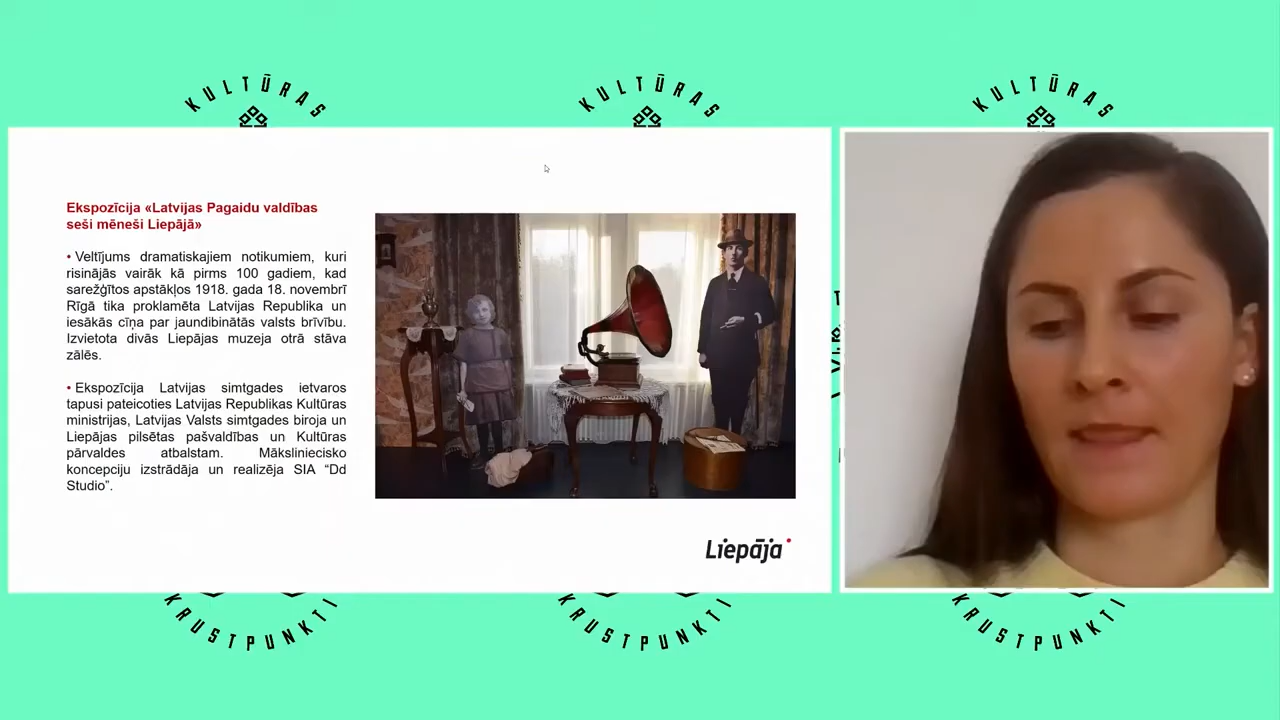 KULTŪRAS
KULTŪRAS
KULTŪRAS
Ekspozīcija «Latvijas Pagaidu valdības
seši mēneši Liepājā»
• Veltījums dramatiskajiem notikumiem, kuri
risinājās vairāk kā pirms 100 gadiem, kad
sarežģītos apstākļos 1918. gada 18. novembrī
Rīgā tika proklamēta Latvijas Republika un
iesākās cīņa par jaundibinātās valsts brīvību.
Izvietota divās Liepājas muzeja otrā stāva
zālēs.
• Ekspozīcija Latvijas simtgades ietvaros
tapusi pateicoties Latvijas Republikas Kultūras
ministrijas, Latvijas Valsts simtgades biroja un
Liepājas pilsētas pašvaldības un Kultūras
pārvaldes atbalstam. Māksliniecisko
koncepciju izstrādāja un realizēja SIA “Dd
Studio”.
Liepāja
KRUSTPUNKTI
KRUSTPUNKTI
KRUSTPUNKTI